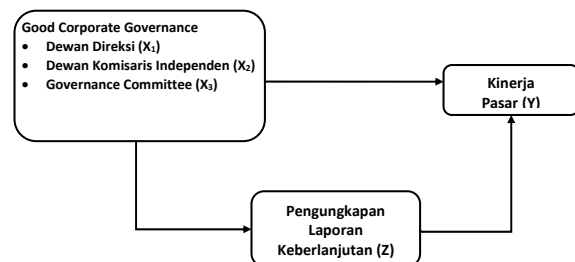 Good Corporate Governance
• Dewan Direksi (X₁)
• Dewan Komisaris Independen (X₂)
• Governance Committee (X₃)
Kinerja
Pasar (Y)
Pengungkapan
Laporan
Keberlanjutan (Z)